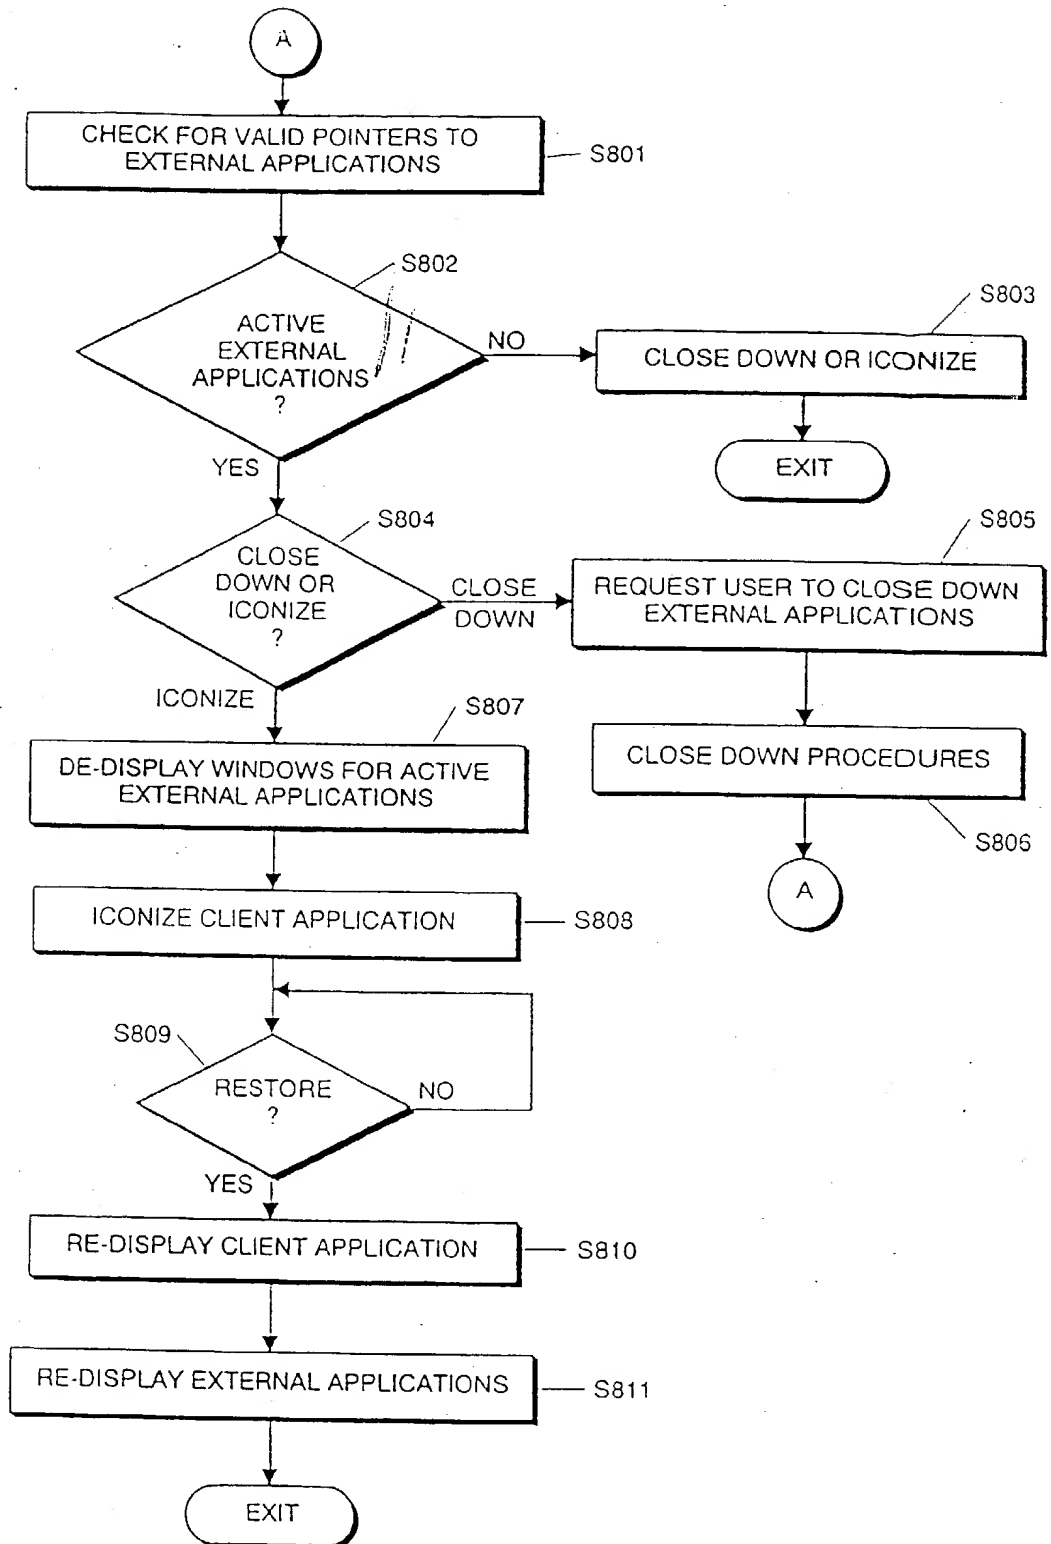 A
CHECK FOR VALID POINTERS TO
EXTERNAL APPLICATIONS
S801
S802
ACTIVE
EXTERNAL
APPLICATIONS
?
NO
S803
CLOSE DOWN OR ICONIZE
EXIT
YES
S804
CLOSE
DOWN OR
ICONIZE
?
CLOSE
DOWN
S805
REQUEST USER TO CLOSE DOWN
EXTERNAL APPLICATIONS
CLOSE DOWN PROCEDURES
S806
A
ICONIZE
S807
DE-DISPLAY WINDOWS FOR ACTIVE
EXTERNAL APPLICATIONS
ICONIZE CLIENT APPLICATION
S808
S809
RESTORE
?
NO
YES
RE-DISPLAY CLIENT APPLICATION
S810
RE-DISPLAY EXTERNAL APPLICATIONS
S811
EXIT